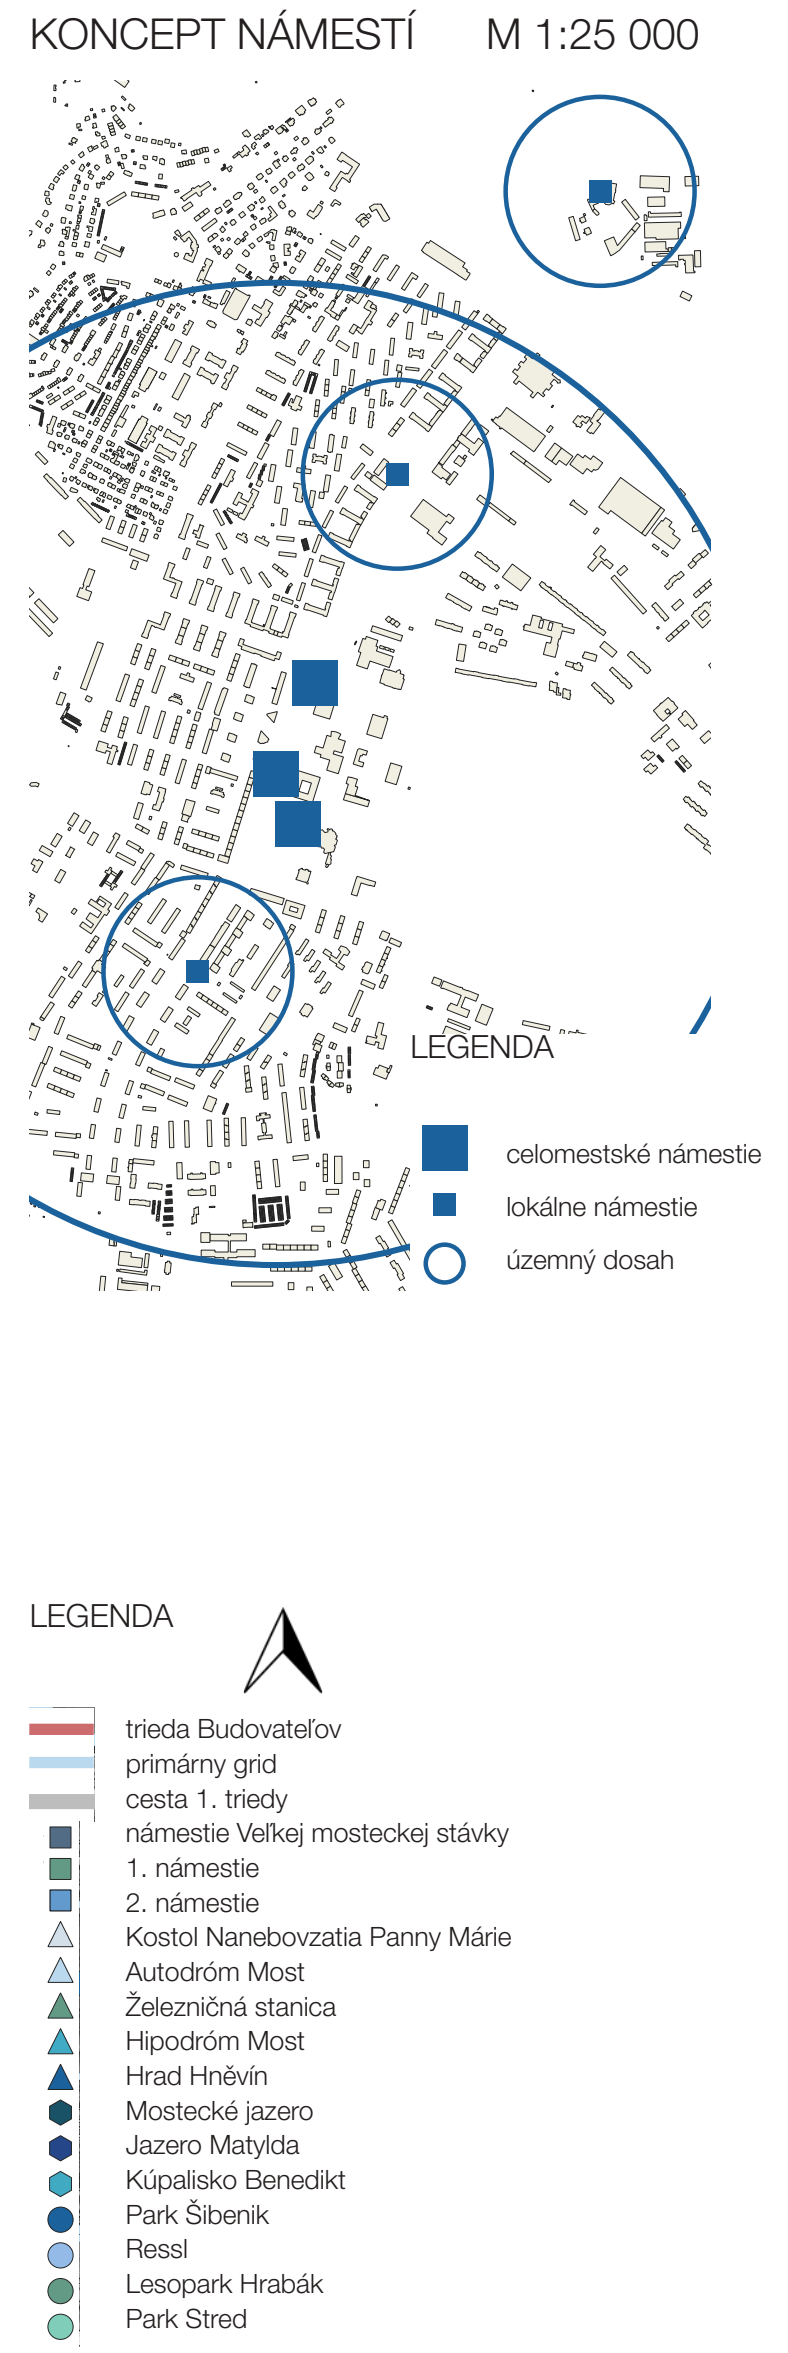 KONCEPT NÁMESTÍ M 1:25 000
LEGENDA
celomestské námestie
lokálne námestie
územný dosah
LEGENDA
trieda Budovateľov
primárny grid
cesta 1. triedy
námestie Veľkej mosteckej stávky
1. námestie
2. námestie
Kostol Nanebovzatia Panny Márie
Autodróm Most
Železničná stanica
Hipodróm Most
Hrad Hněvín
Mostecké jazero
Jazero Matylda
Kúpalisko Benedikt
Park Šibenik
Ressl
Lesopark Hrabák
Park Stred